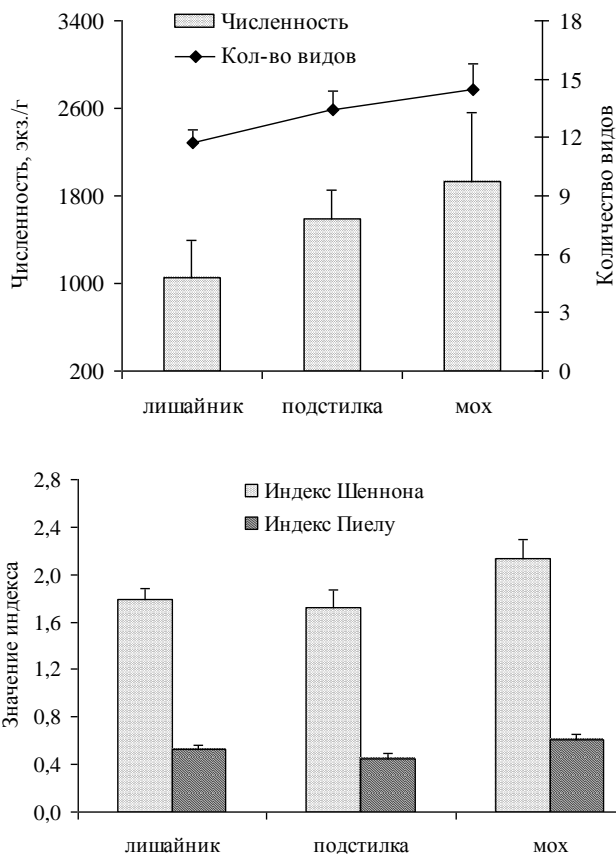 Численность, экз./г
3400
2600
1800
1000
200
Численность
Кол-во видов
18
15
12
9
6
3
0
Количество видов
лишайник подстилка мох
Значение индекса
2,8
2,4
2,0
1,6
1,2
0,8
0,4
0,0
Индекс Шеннона
Индекс Пиелу
лишайник подстилка мох